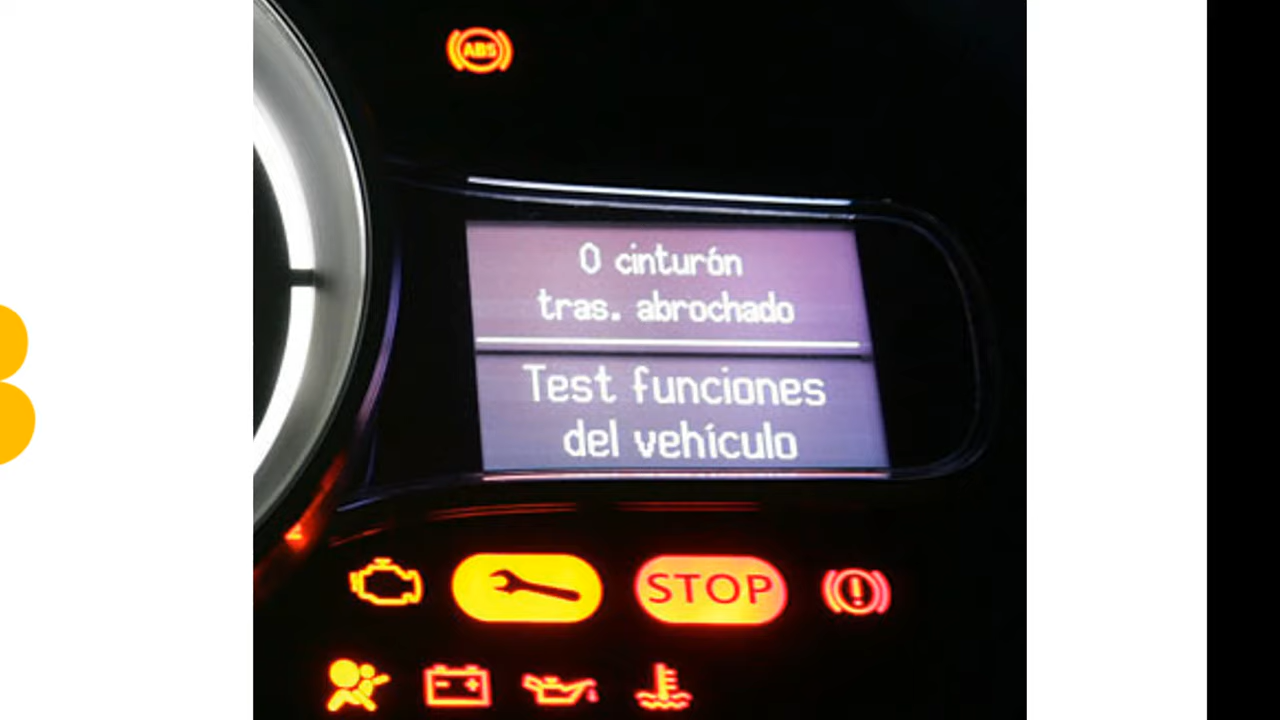 ABS
0 cinturón
tras. abrochado
Test funciones
del vehículo
STOP